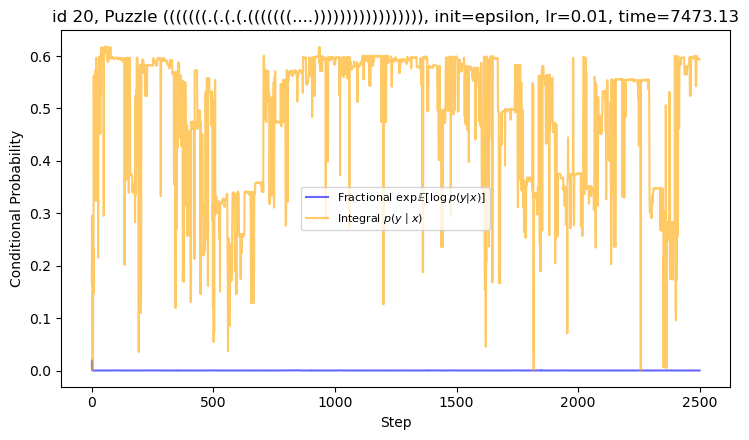 id 20, Puzzle (((((((.(.(.(.(((((((....)))))))))))))))))), init=epsilon, lr=0.01, time=7473.13
Conditional Probability
0.6
0.5
0.4
0.3
0.2
0.1
0.0
Fractional exp𝔼[log p(y|x)]
Integral p(y | x)
0
500
1000
1500
2000
2500
Step